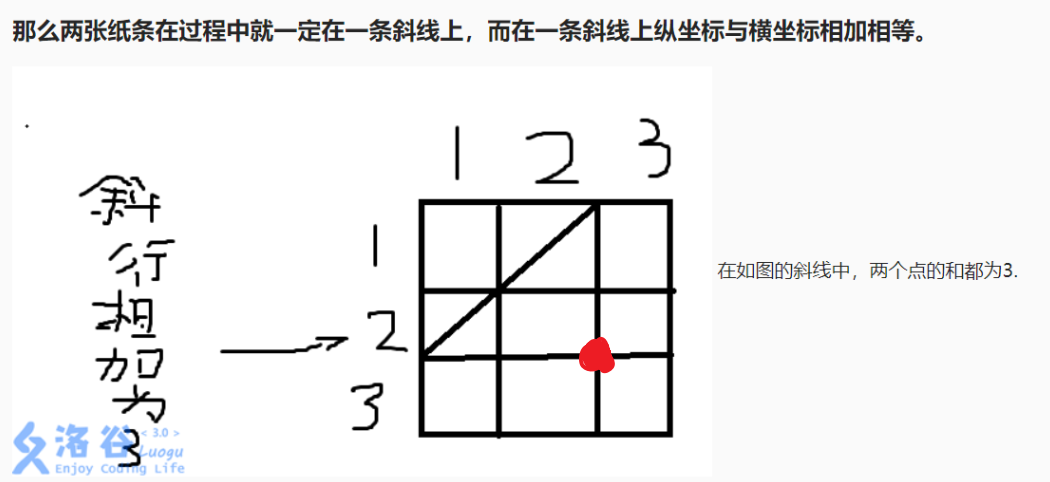 那么两张纸条在过程中就一定在一条斜线上，而在一条斜线上纵坐标与横坐标相加相等。
1 2 3
1
2
3
斜
行
相
加
为
3
在如图的斜线中，两个点的和都为3.
洛谷 < 3.0 >
Luogu
Enjoy Coding Life